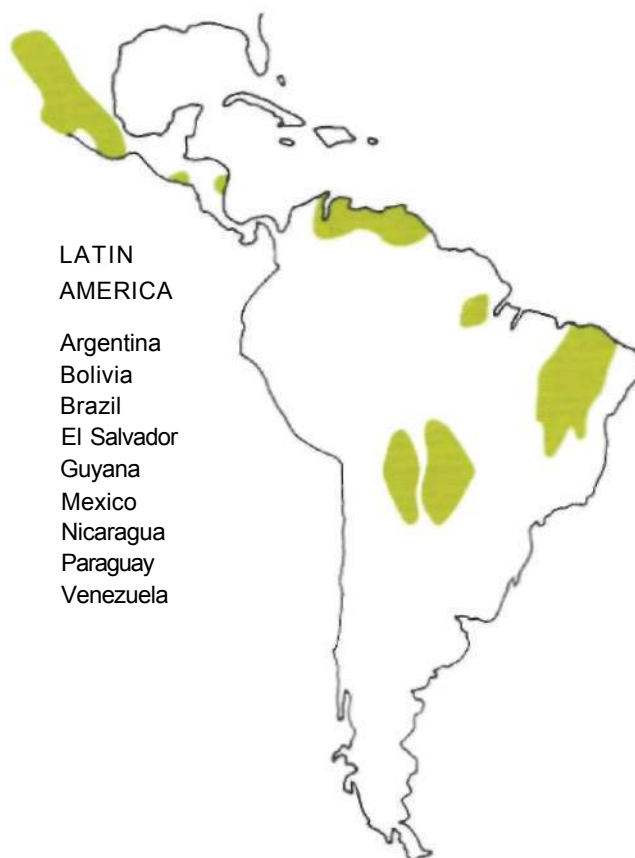 LATIN
AMERICA
Argentina
Bolivia
Brazil
El Salvador
Guyana
Mexico
Nicaragua
Paraguay
Venezuela